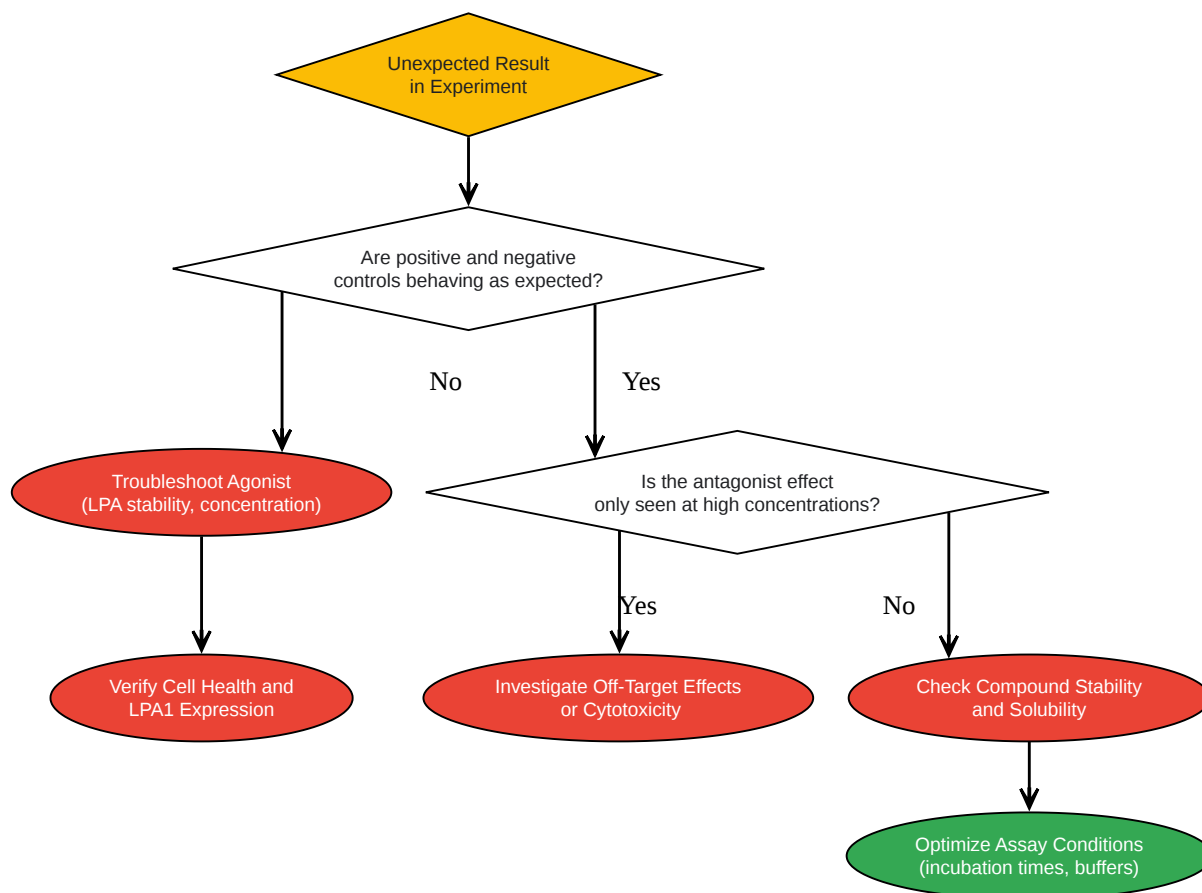 Unexpected Result
in Experiment
Are positive and negative
controls behaving as expected?
No
Yes
Troubleshoot Agonist
(LPA stability, concentration)
Is the antagonist effect
only seen at high concentrations?
Yes
No
Verify Cell Health and
LPA1 Expression
Investigate Off-Target Effects
or Cytotoxicity
Check Compound Stability
and Solubility
Optimize Assay Conditions
(incubation times, buffers)